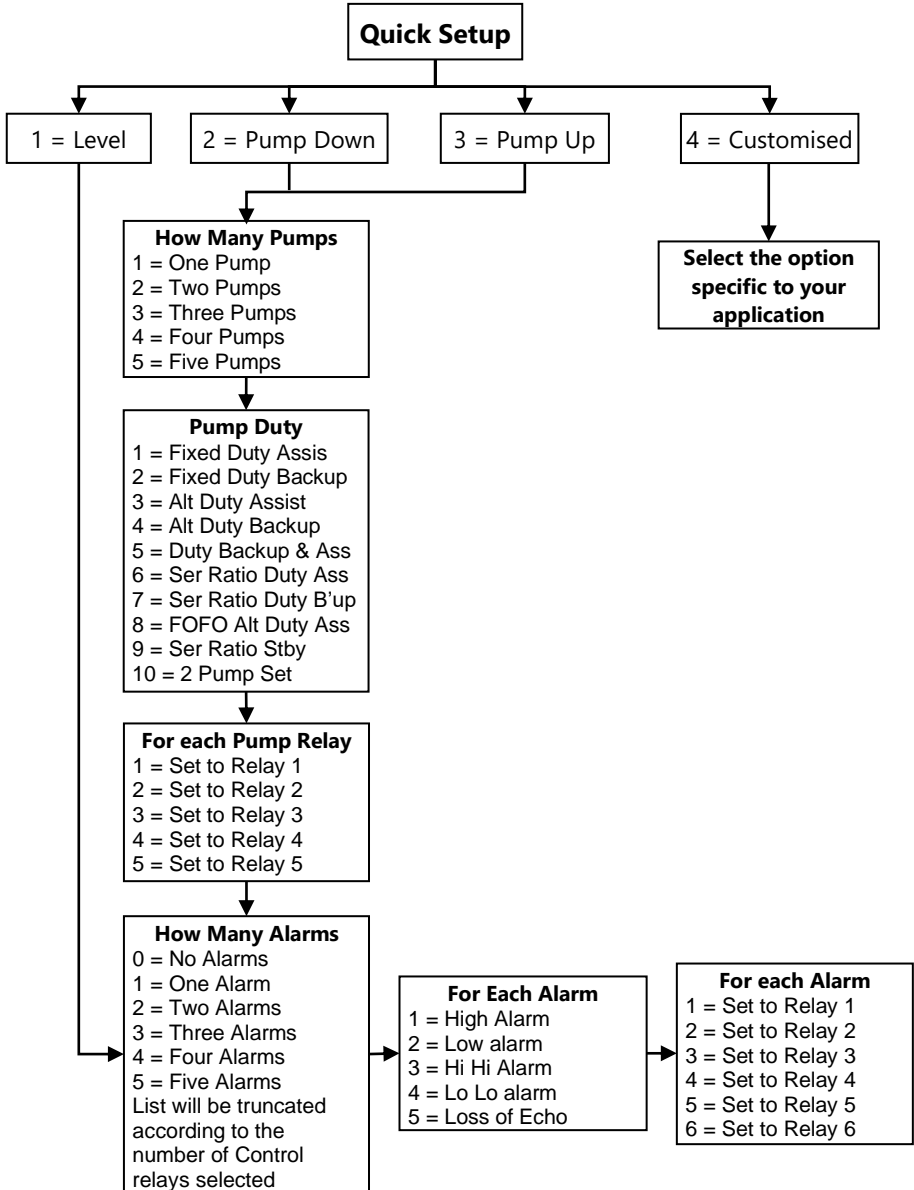 Quick Setup
1 = Level
2 = Pump Down
3 = Pump Up
4 = Customised
How Many Pumps
1 = One Pump
2 = Two Pumps
3 = Three Pumps
4 = Four Pumps
5 = Five Pumps
Select the option
specific to your
application
Pump Duty
1 = Fixed Duty Assis
2 = Fixed Duty Backup
3 = Alt Duty Assist
4 = Alt Duty Backup
5 = Duty Backup & Ass
6 = Ser Ratio Duty Ass
7 = Ser Ratio Duty B'up
8 = FOFO Alt Duty Ass
9 = Ser Ratio Stby
10 = 2 Pump Set
For each Pump Relay
1 = Set to Relay 1
2 = Set to Relay 2
3 = Set to Relay 3
4 = Set to Relay 4
5 = Set to Relay 5
How Many Alarms
0 = No Alarms
1 = One Alarm
2 = Two Alarms
3 = Three Alarms
4 = Four Alarms
5 = Five Alarms
List will be truncated
according to the
number of Control
relays selected
For Each Alarm
1 = High Alarm
2 = Low alarm
3 = Hi Hi Alarm
4 = Lo Lo alarm
5 = Loss of Echo
For each Alarm
1 = Set to Relay 1
2 = Set to Relay 2
3 = Set to Relay 3
4 = Set to Relay 4
5 = Set to Relay 5
6 = Set to Relay 6